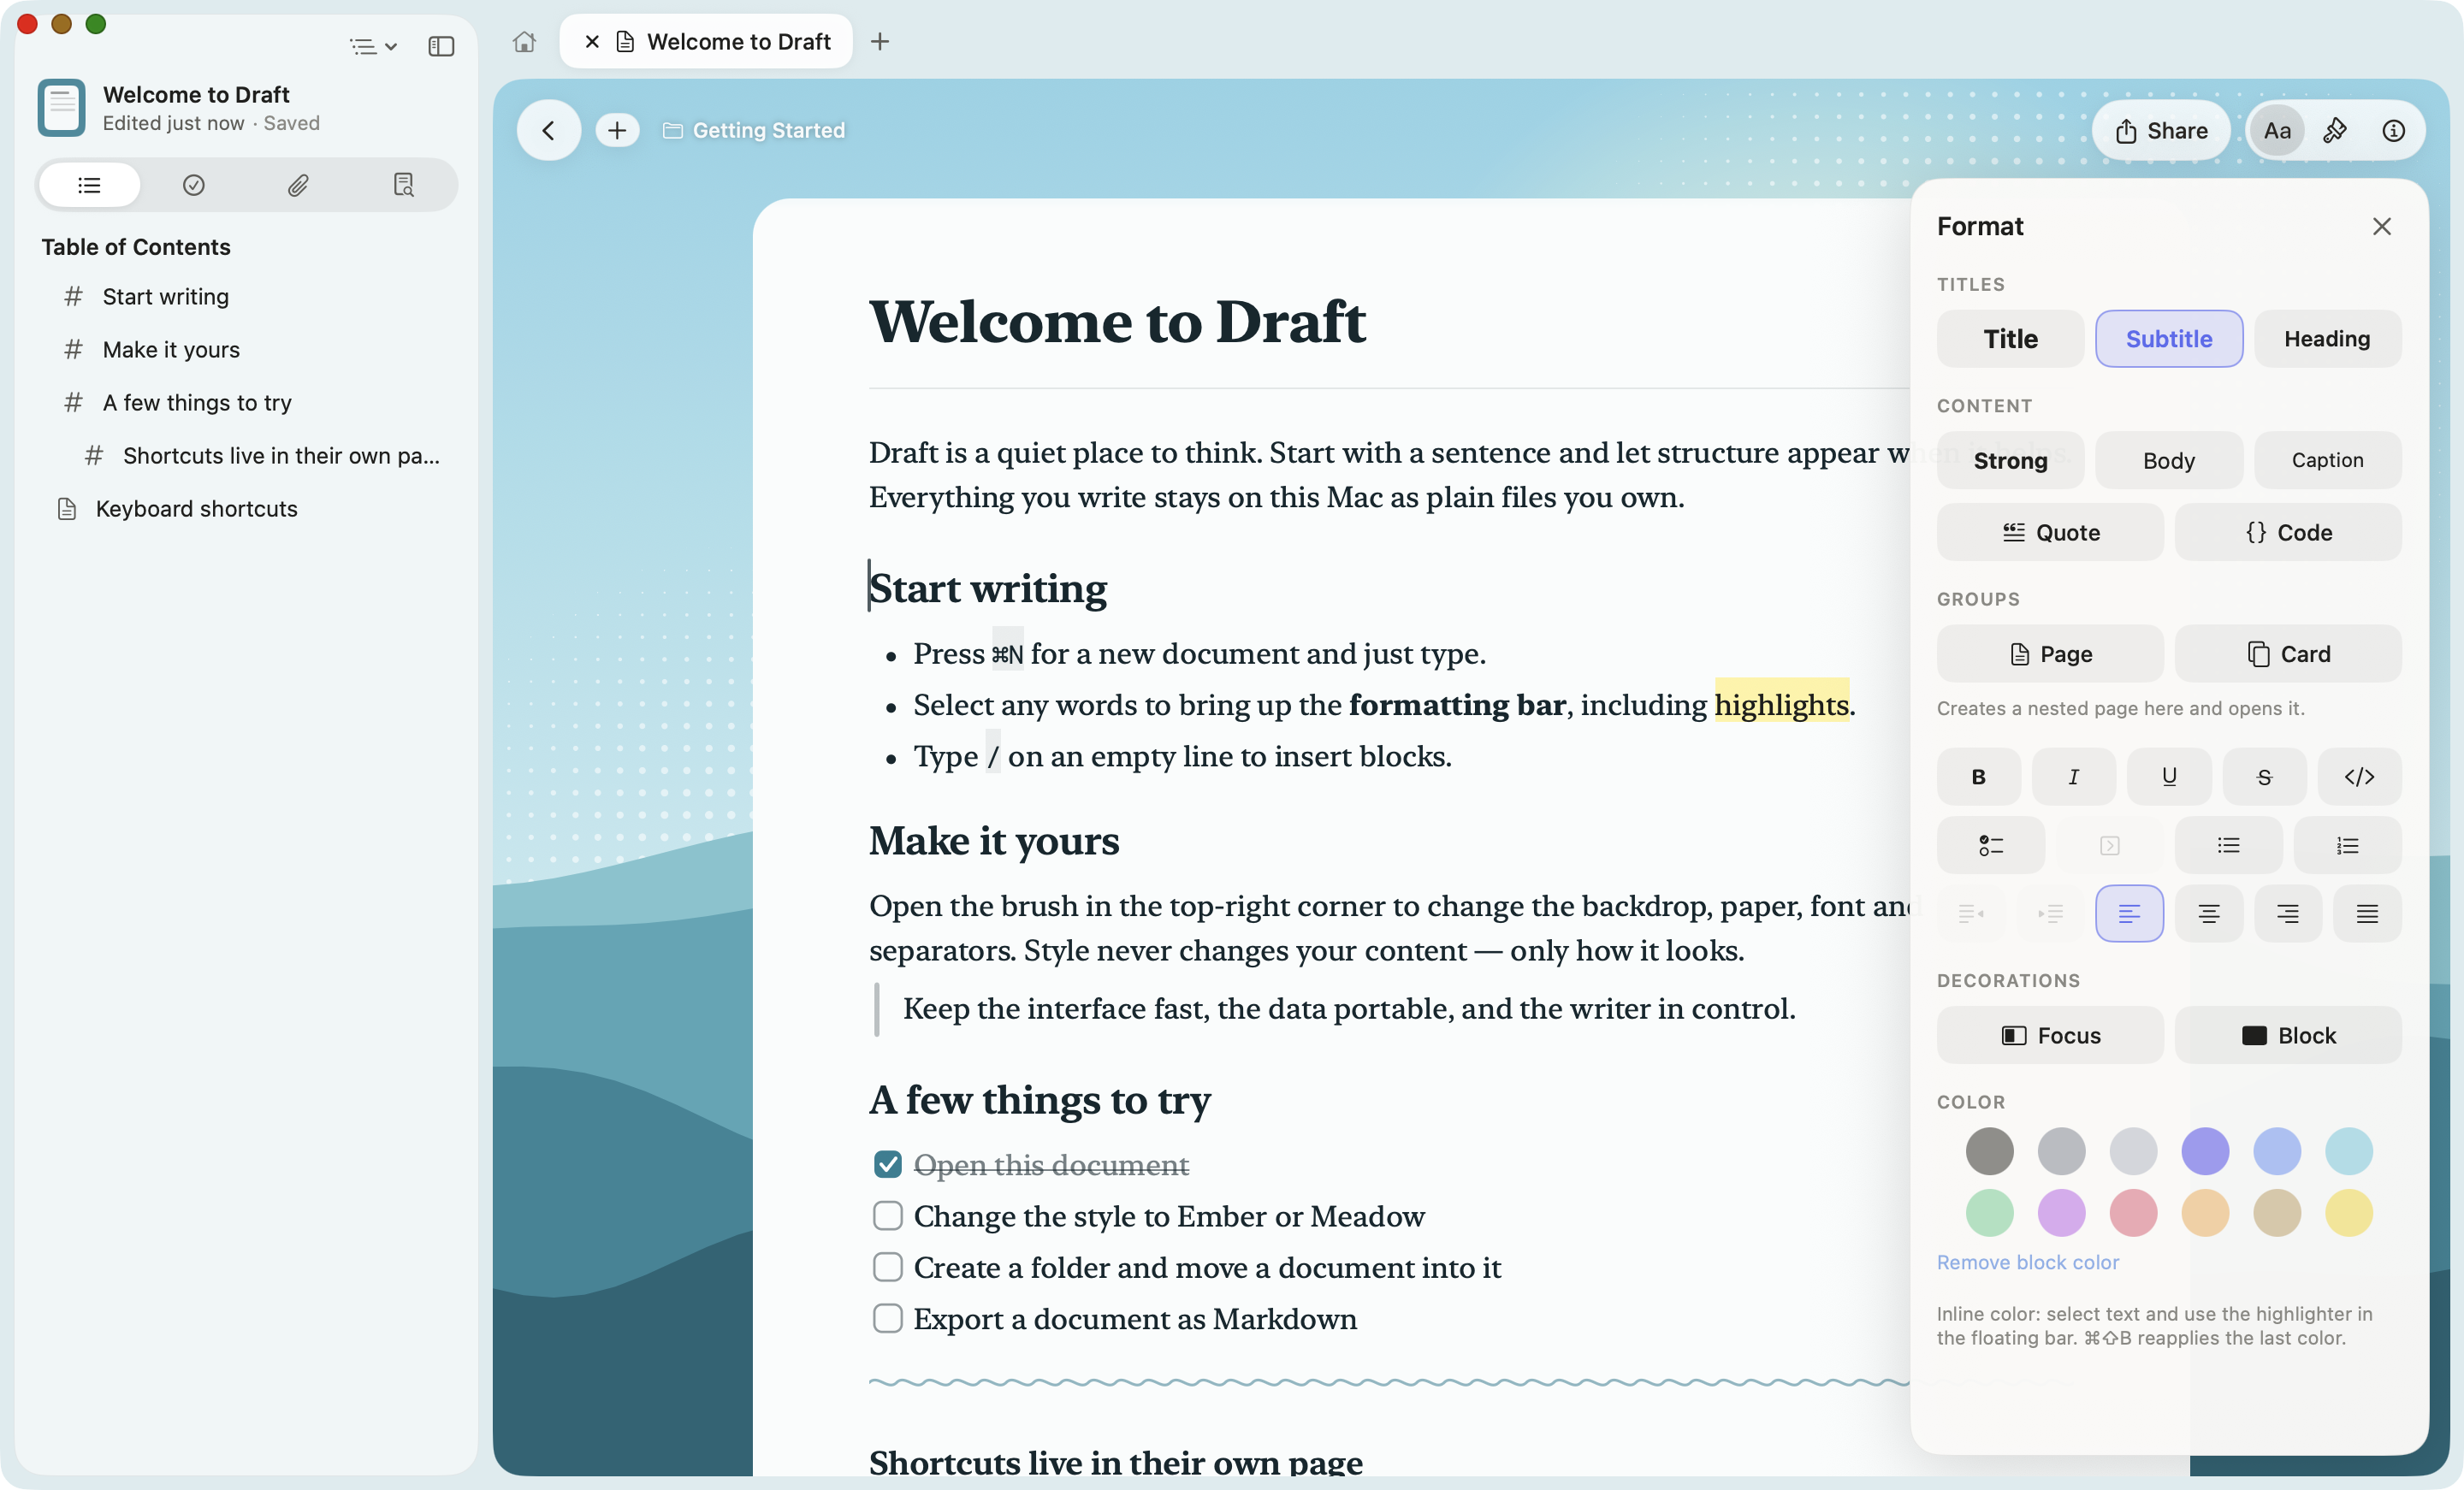 Welcome to Draft
Edited just now · Saved
Table of Contents
# Start writing
# Make it yours
# A few things to try
# Shortcuts live in their own pa...
Keyboard shortcuts
Welcome to Draft
Getting Started
Share
Aa
Welcome to Draft
Draft is a quiet place to think. Start with a sentence and let structure appear when it
Everything you write stays on this Mac as plain files you own.
Start writing
• Press ⌘N for a new document and just type.
• Select any words to bring up the formatting bar, including highlights.
• Type / on an empty line to insert blocks.
Make it yours
Open the brush in the top-right corner to change the backdrop, paper, font and
separators. Style never changes your content — only how it looks.
Keep the interface fast, the data portable, and the writer in control.
A few things to try
Open this document
Change the style to Ember or Meadow
Create a folder and move a document into it
Export a document as Markdown
Shortcuts live in their own page
Format
TITLES
Title Subtitle Heading
CONTENT
Strong Body Caption
Quote {} Code
GROUPS
Page Card
Creates a nested page here and opens it.
B I U S </>
DECORATIONS
Focus Block
COLOR
Remove block color
Inline color: select text and use the highlighter in
the floating bar. ⌘⇧B reapplies the last color.